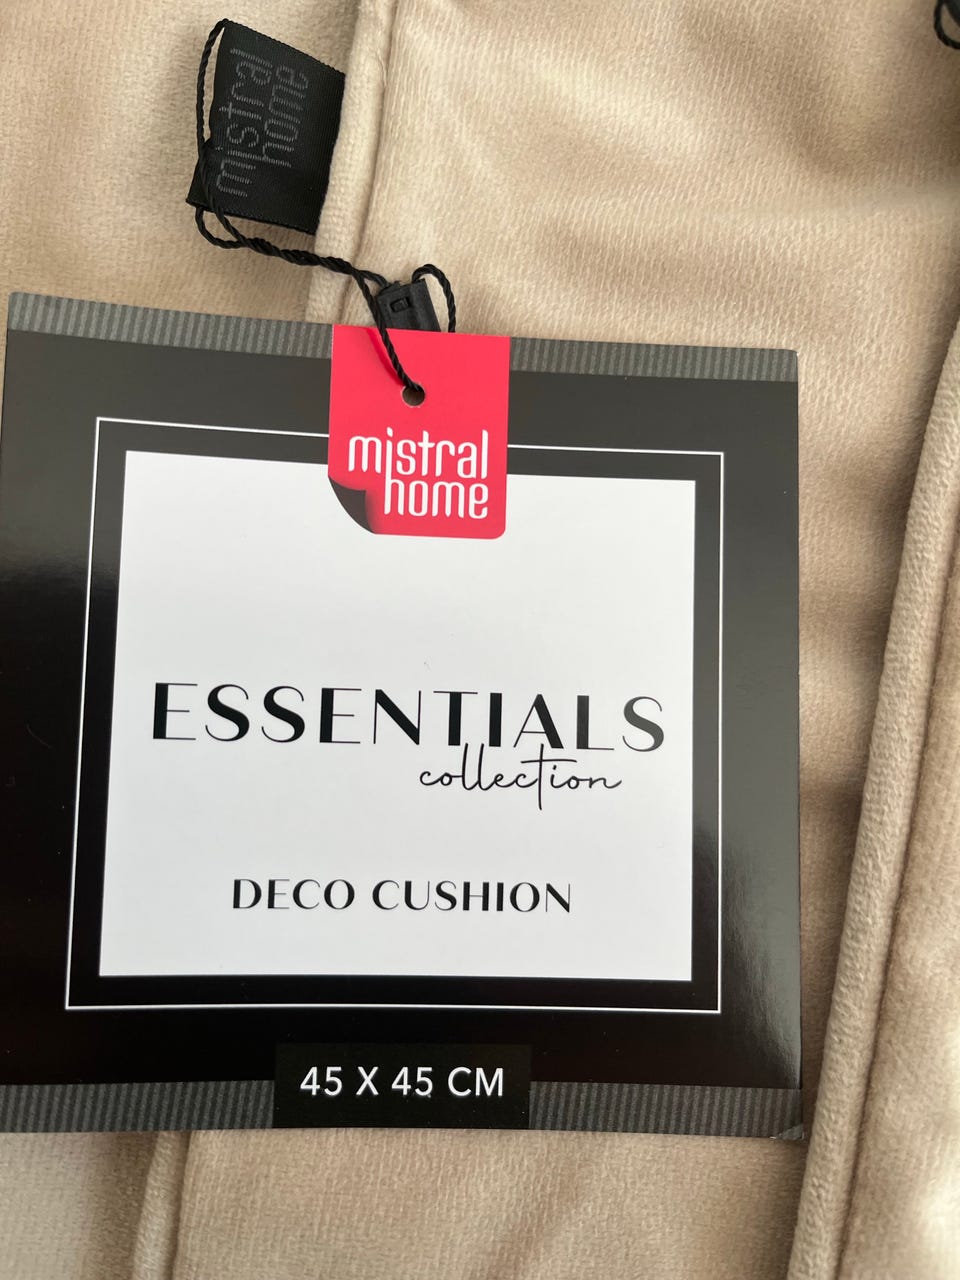 mistral
home
mistral
home
ESSENTIALS
collection
DECO CUSHION
45 X 45 CM